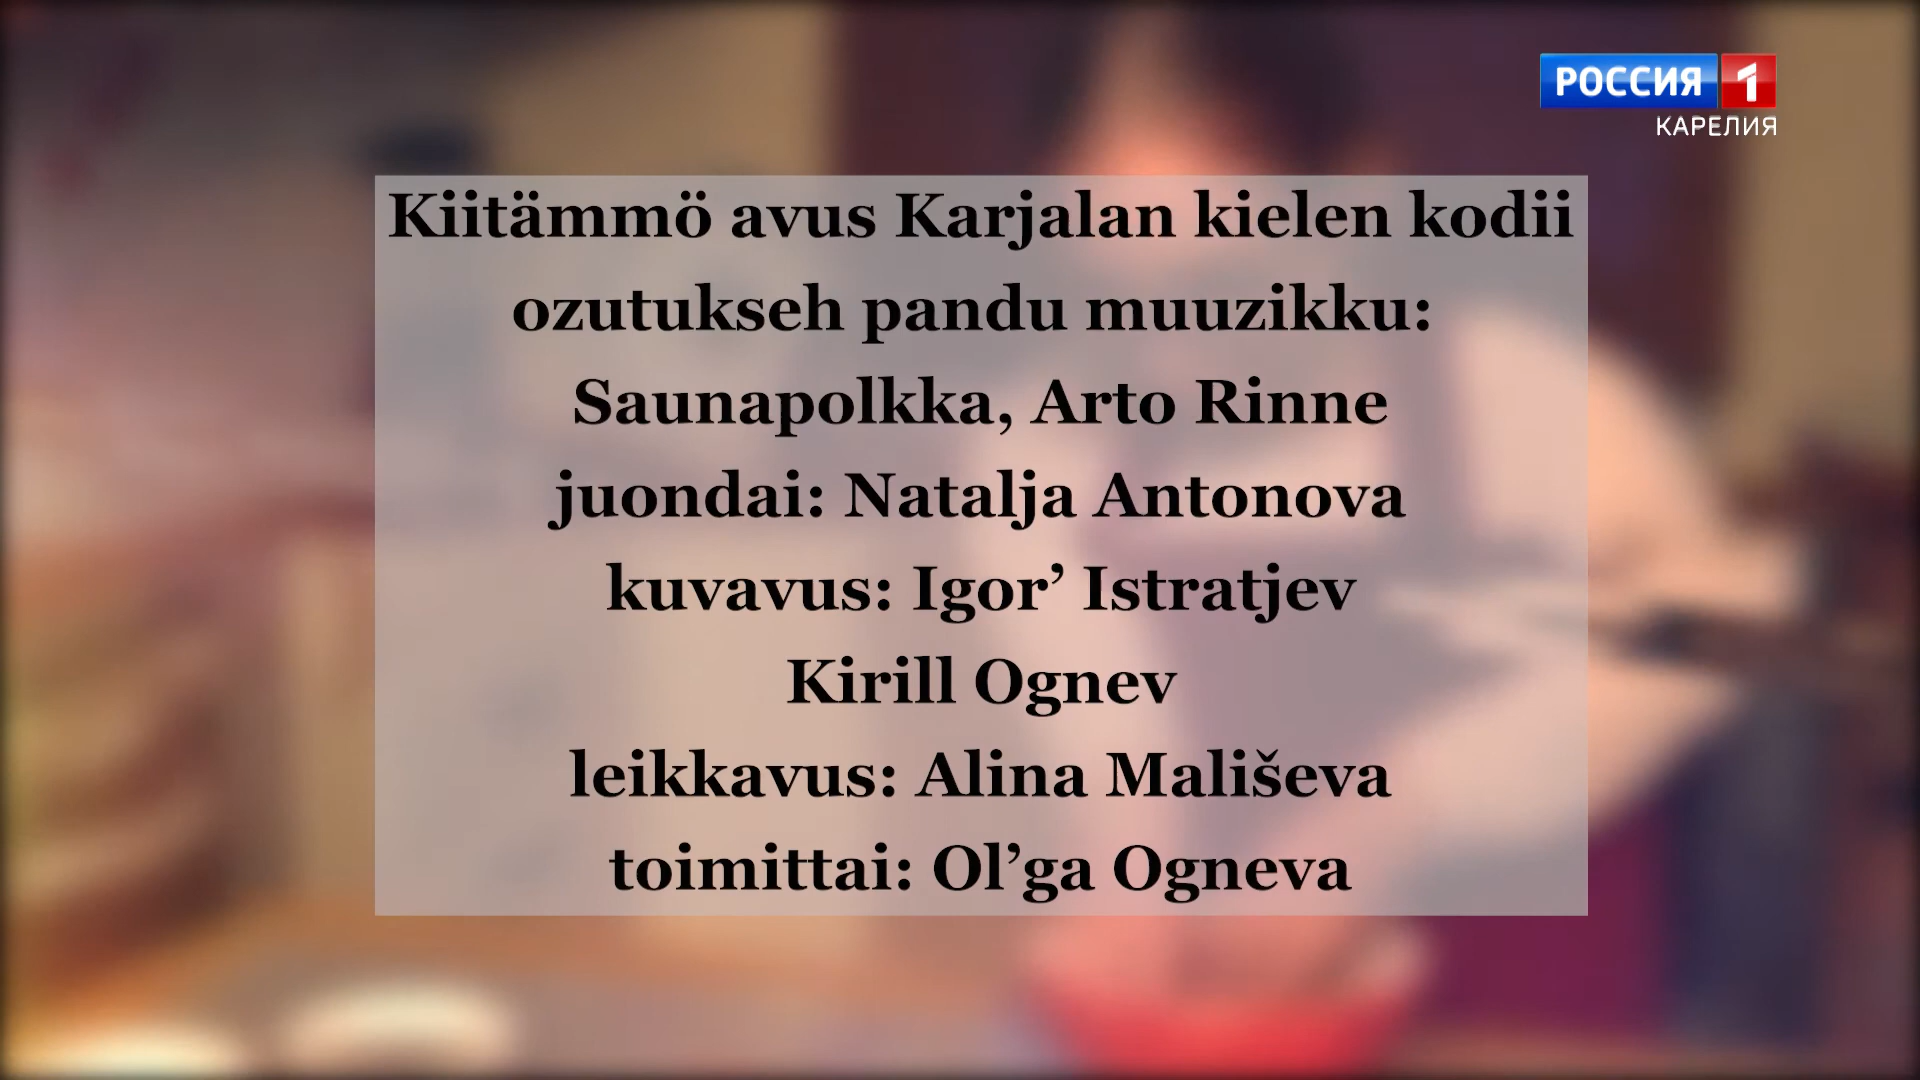 РОССИЯ 1
КАРЕЛИЯ
Kiitämmö avus Karjalan kielen kodii
ozutukseh pandu muuzikku:
Saunapolkka, Arto Rinne
juondai: Natalja Antonova
kuvavus: Igor’ Istratjev
Kirill Ognev
leikkavus: Alina Mališeva
toimittai: Ol’ga Ogneva